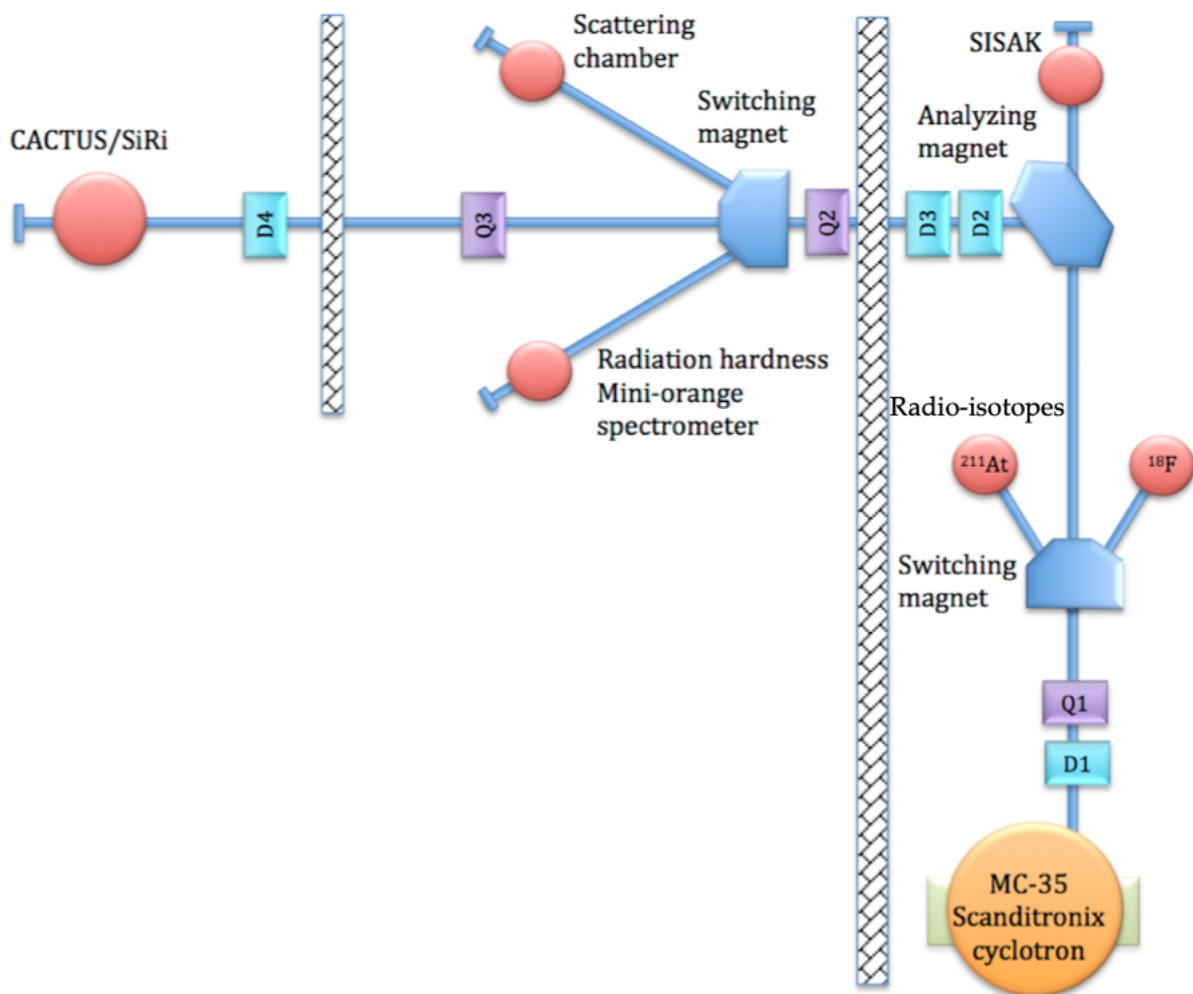 Scattering
chamber
SISAK
Switching
magnet
Analyzing
magnet
CACTUS/SiRi
D4
Q3
Q2
D3
D2
Radiation hardness
Mini-orange
spectrometer
Radio-isotopes
²¹¹At
¹⁸F
Switching
magnet
Q1
D1
MC-35
Scanditronix
cyclotron